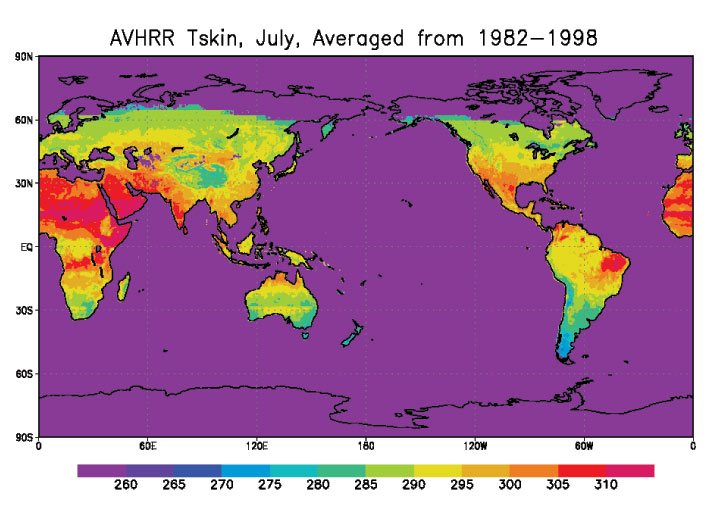 AVHRR Tskin, July, Averaged from 1982−1998
90N
60N
30N
EQ
30S
60S
90S
0 60E 120E 180 120W 60W 0
260 265 270 275 280 285 290 295 300 305 310